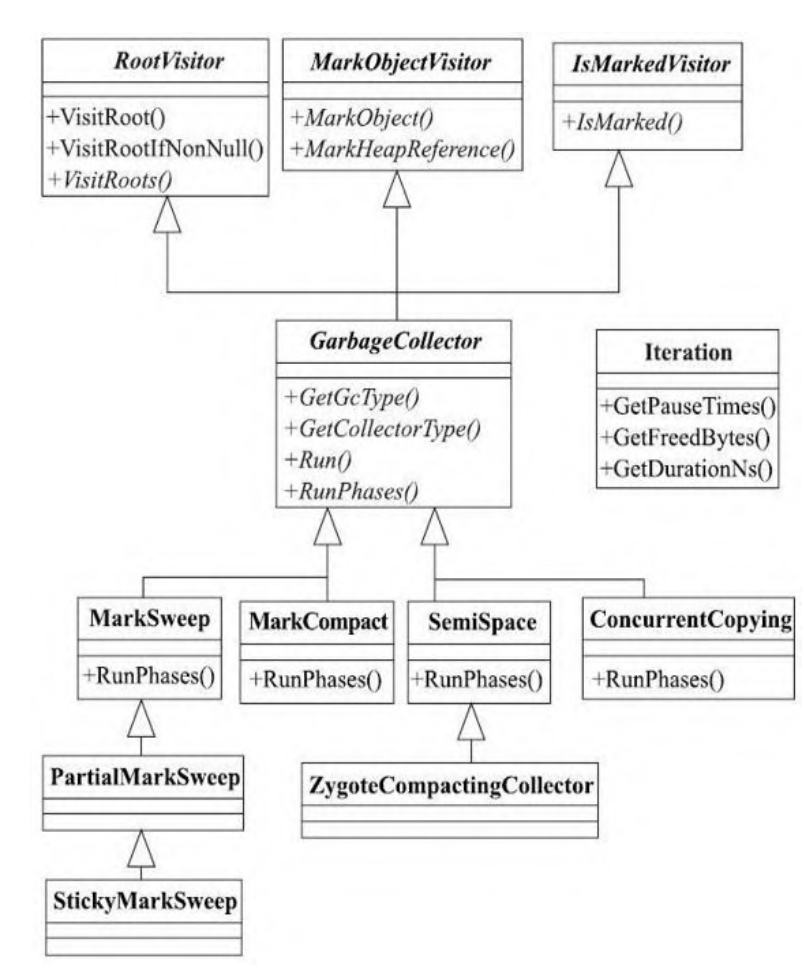 RootVisitor
+VisitRoot()
+VisitRootIfNonNull()
+VisitRoots()
MarkObjectVisitor
+MarkObject()
+MarkHeapReference()
IsMarkedVisitor
+IsMarked()
GarbageCollector
+GetGcType()
+GetCollectorType()
+Run()
+RunPhases()
Iteration
+GetPauseTimes()
+GetFreedBytes()
+GetDurationNs()
MarkSweep
+RunPhases()
MarkCompact
+RunPhases()
SemiSpace
+RunPhases()
ConcurrentCopying
+RunPhases()
PartialMarkSweep
ZygoteCompactingCollector
StickyMarkSweep